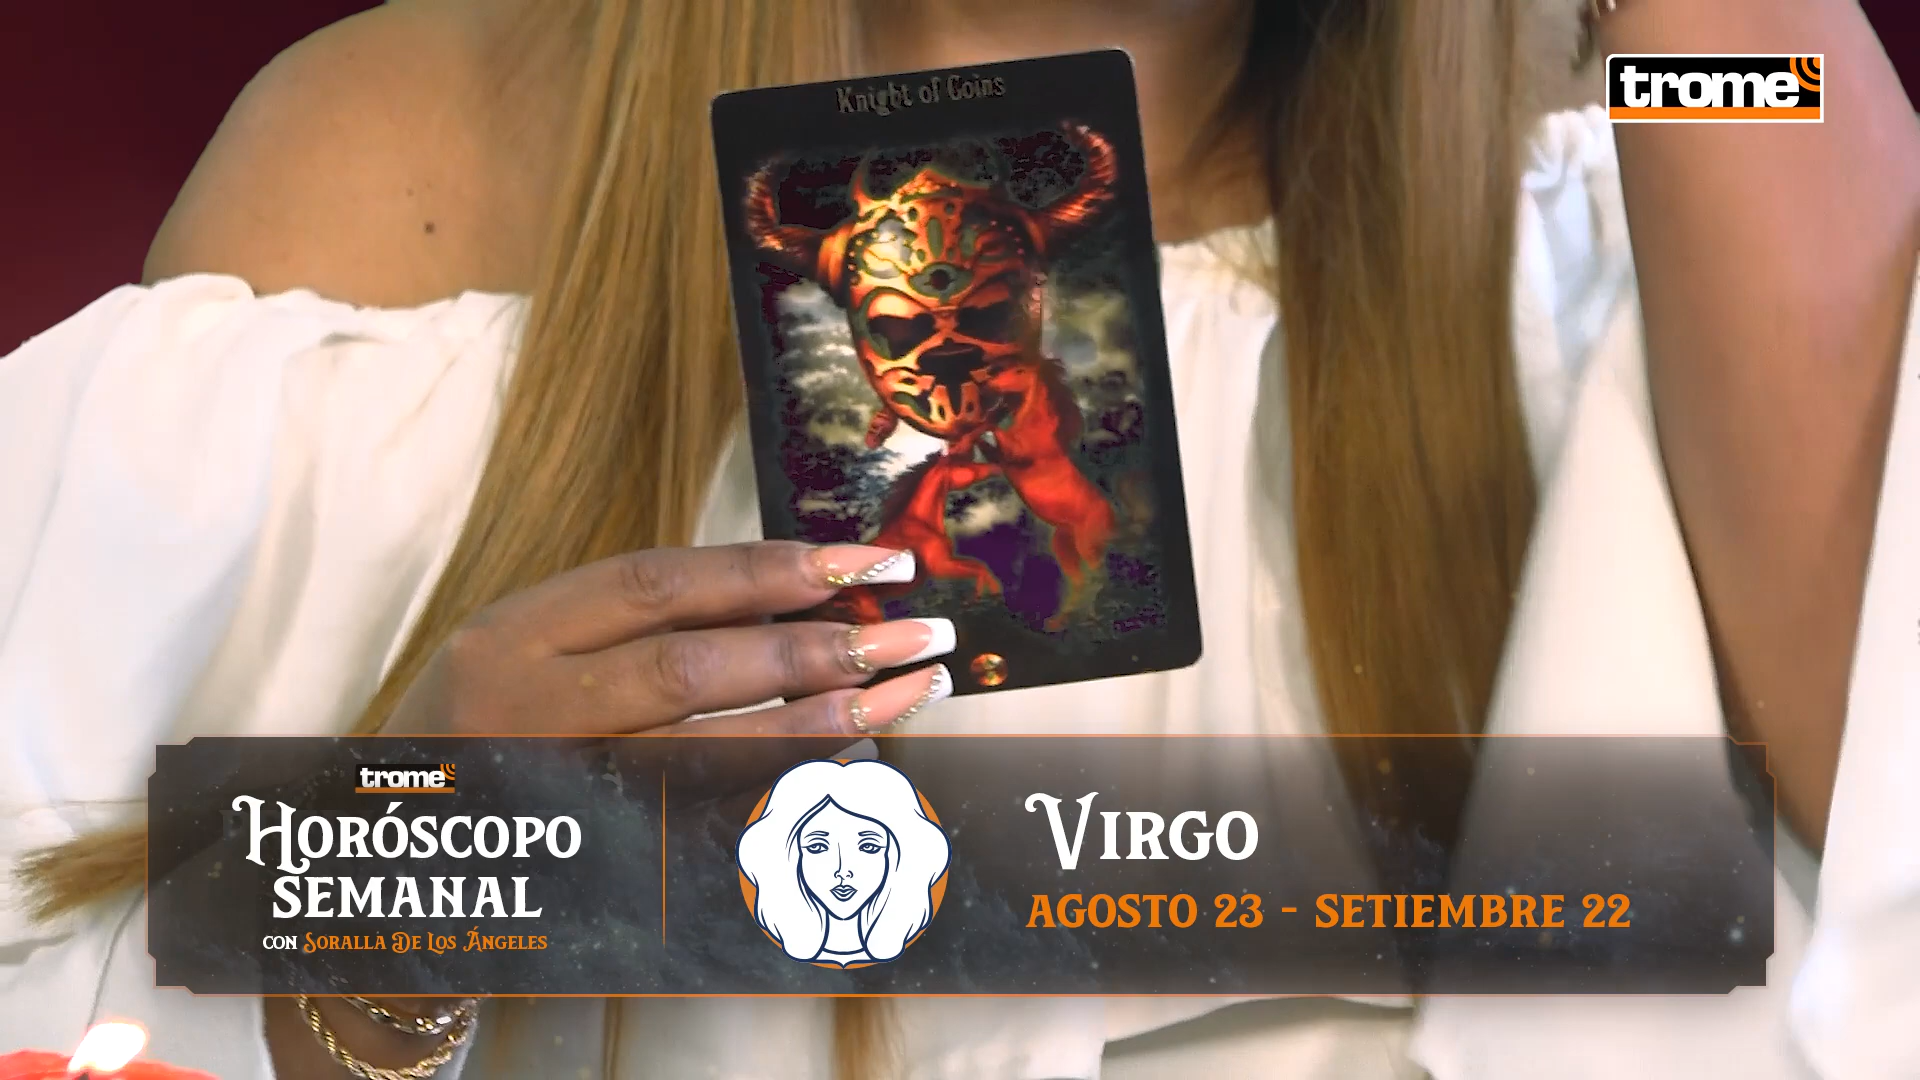 Knight of Coins
trome
trome
HORÓSCOPO
SEMANAL
CON SORALLA DE LOS ÁNGELES
VIRGO
AGOSTO 23 - SETIEMBRE 22